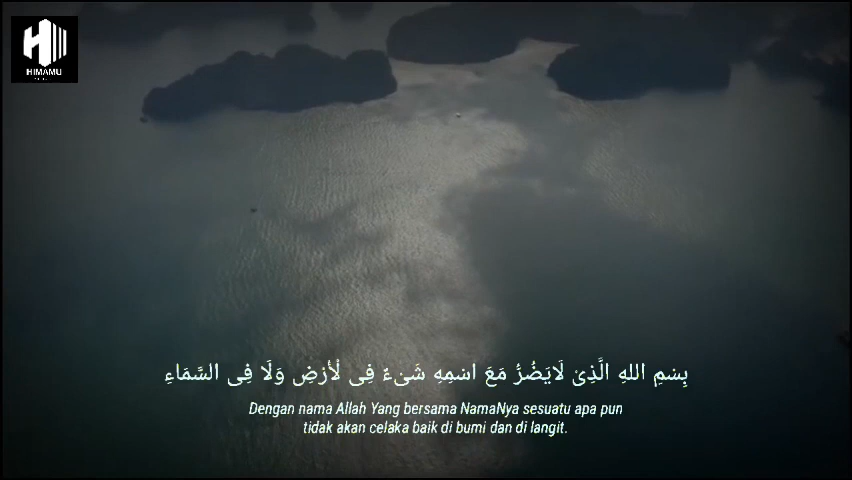 HIMAMU
بِسْمِ اللهِ الَّذِىْ لَايَضُرُّ مَعَ اسْمِهِ شَىْءٌ فِى لْأَرْضِ وَلَا فِى السَّمَاءِ
Dengan nama Allah Yang bersama NamaNya sesuatu apa pun
tidak akan celaka baik di bumi dan di langit.